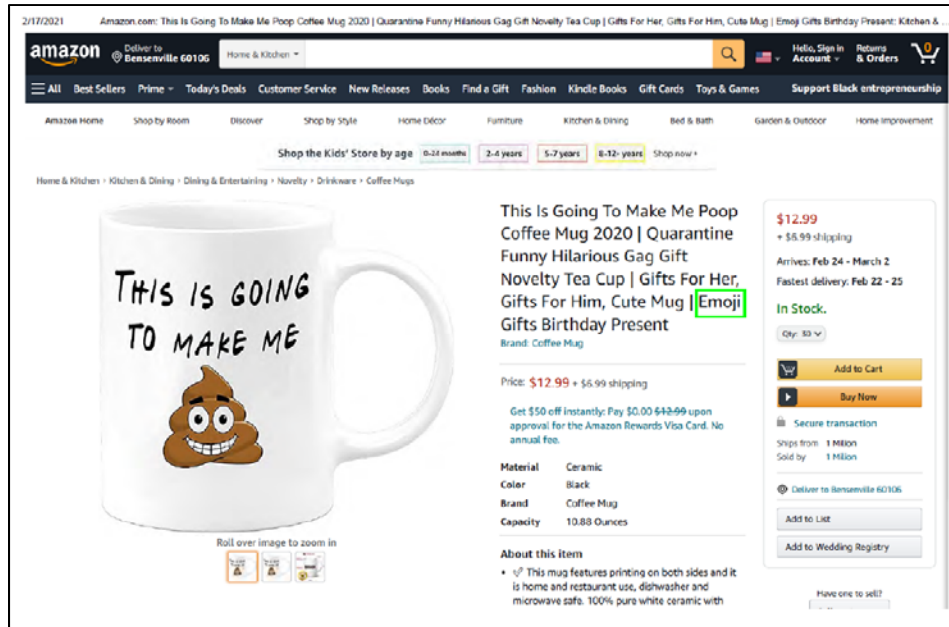 2/17/2021 Amazon.com: This Is Going To Make Me Poop Coffee Mug 2020 | Quarantine Funny Hilarious Gag Gift Novelty Tea Cup | Gifts For Her, Gifts For Him, Cute Mug | Emoji Gifts Birthday Present: Kitchen & ...
amazon
Deliver to
Bensenville 60106
Home & Kitchen
Hello, Sign in
Account
Returns
& Orders
0
All Best Sellers Prime Today's Deals Customer Service New Releases Books Find a Gift Fashion Kindle Books Gift Cards Toys & Games Support Black entrepreneurship
Amazon Home Shop by Room Discover Shop by Style Home Décor Furniture Kitchen & Dining Bed & Bath Garden & Outdoor Home Improvement
Shop the Kids' Store by age 0-24 months 2-4 years 5-7 years 8-12+ years Shop now ›
Home & Kitchen › Kitchen & Dining › Dining & Entertaining › Novelty › Drinkware › Coffee Mugs
THIS IS GOING
TO MAKE ME
Roll over image to zoom in
This Is Going To Make Me Poop
Coffee Mug 2020 | Quarantine
Funny Hilarious Gag Gift
Novelty Tea Cup | Gifts For Her,
Gifts For Him, Cute Mug | Emoji
Gifts Birthday Present
Brand: Coffee Mug
Price: $12.99 + $6.99 shipping
Get $50 off instantly: Pay $0.00 $12.99 upon
approval for the Amazon Rewards Visa Card. No
annual fee.
Material Ceramic
Color Black
Brand Coffee Mug
Capacity 10.88 Ounces
About this item
• This mug features printing on both sides and it
is home and restaurant use, dishwasher and
microwave safe. 100% pure white ceramic with
$12.99
+ $6.99 shipping
Arrives: Feb 24 - March 2
Fastest delivery: Feb 22 - 25
In Stock.
Qty: 30
Add to Cart
Buy Now
Secure transaction
Ships from 1 Milion
Sold by 1 Milion
Deliver to Bensenville 60106
Add to List
Add to Wedding Registry
Have one to sell?